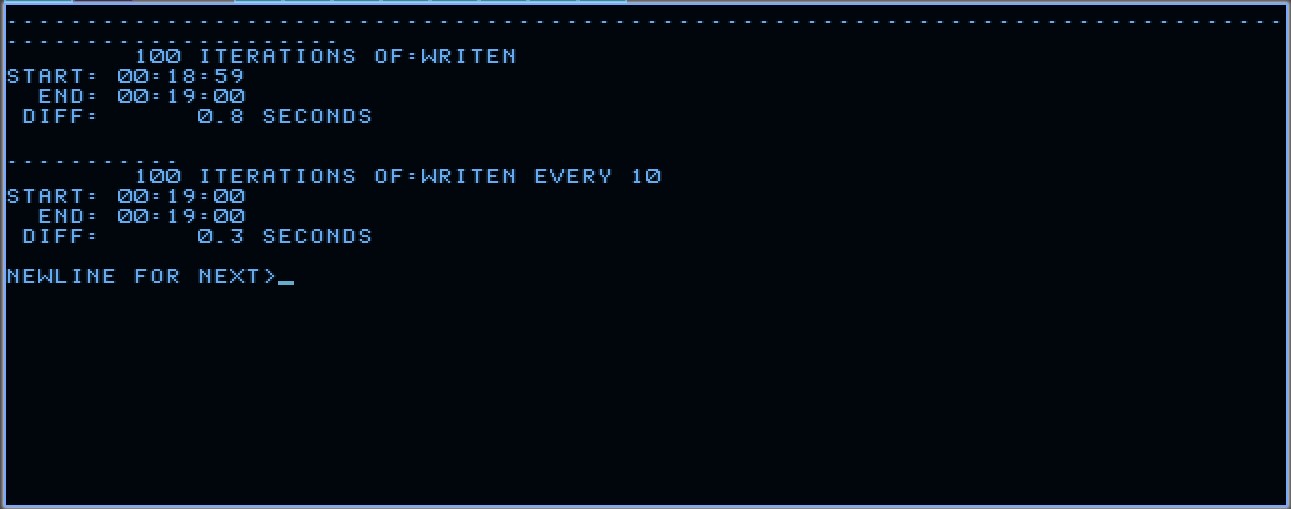 - - - - - - - - - - - - - - - - - - - - - - - - - - - - - - - - - - - - - - - - - - - - - - - - - - - - - - - - - - - - - - - - - - - - - - - - - - - - - - - -
- - - - - - - - - - - - - - - - - - - - -
100 ITERATIONS OF:WRITEN
START: 00:18:59
END: 00:19:00
DIFF: 0.8 SECONDS
- - - - - - - - - - -
100 ITERATIONS OF:WRITEN EVERY 10
START: 00:19:00
END: 00:19:00
DIFF: 0.3 SECONDS
NEWLINE FOR NEXT>_